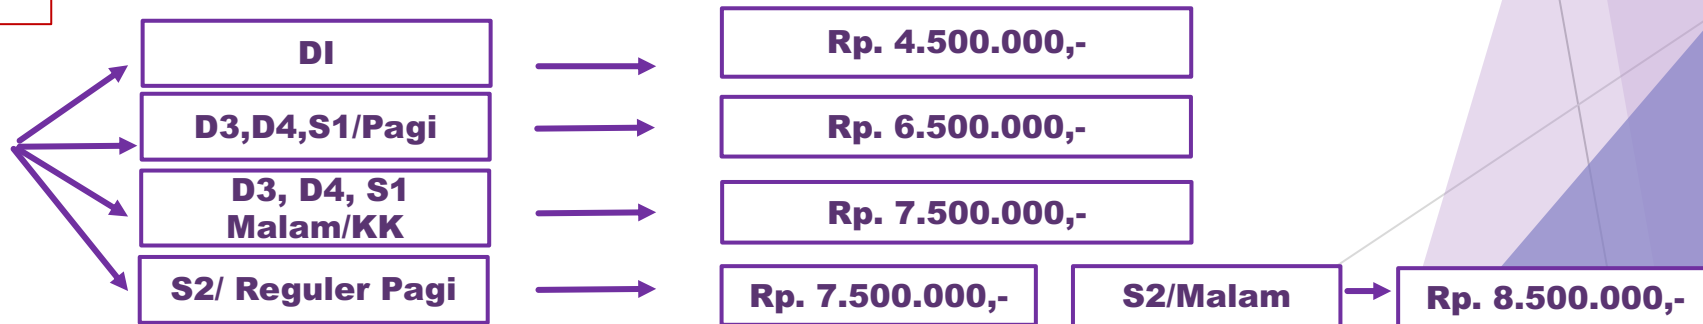 DI
Rp. 4.500.000,-
D3,D4,S1/Pagi
Rp. 6.500.000,-
D3, D4, S1
Malam/KK
Rp. 7.500.000,-
S2/ Reguler Pagi
Rp. 7.500.000,-
S2/Malam
Rp. 8.500.000,-